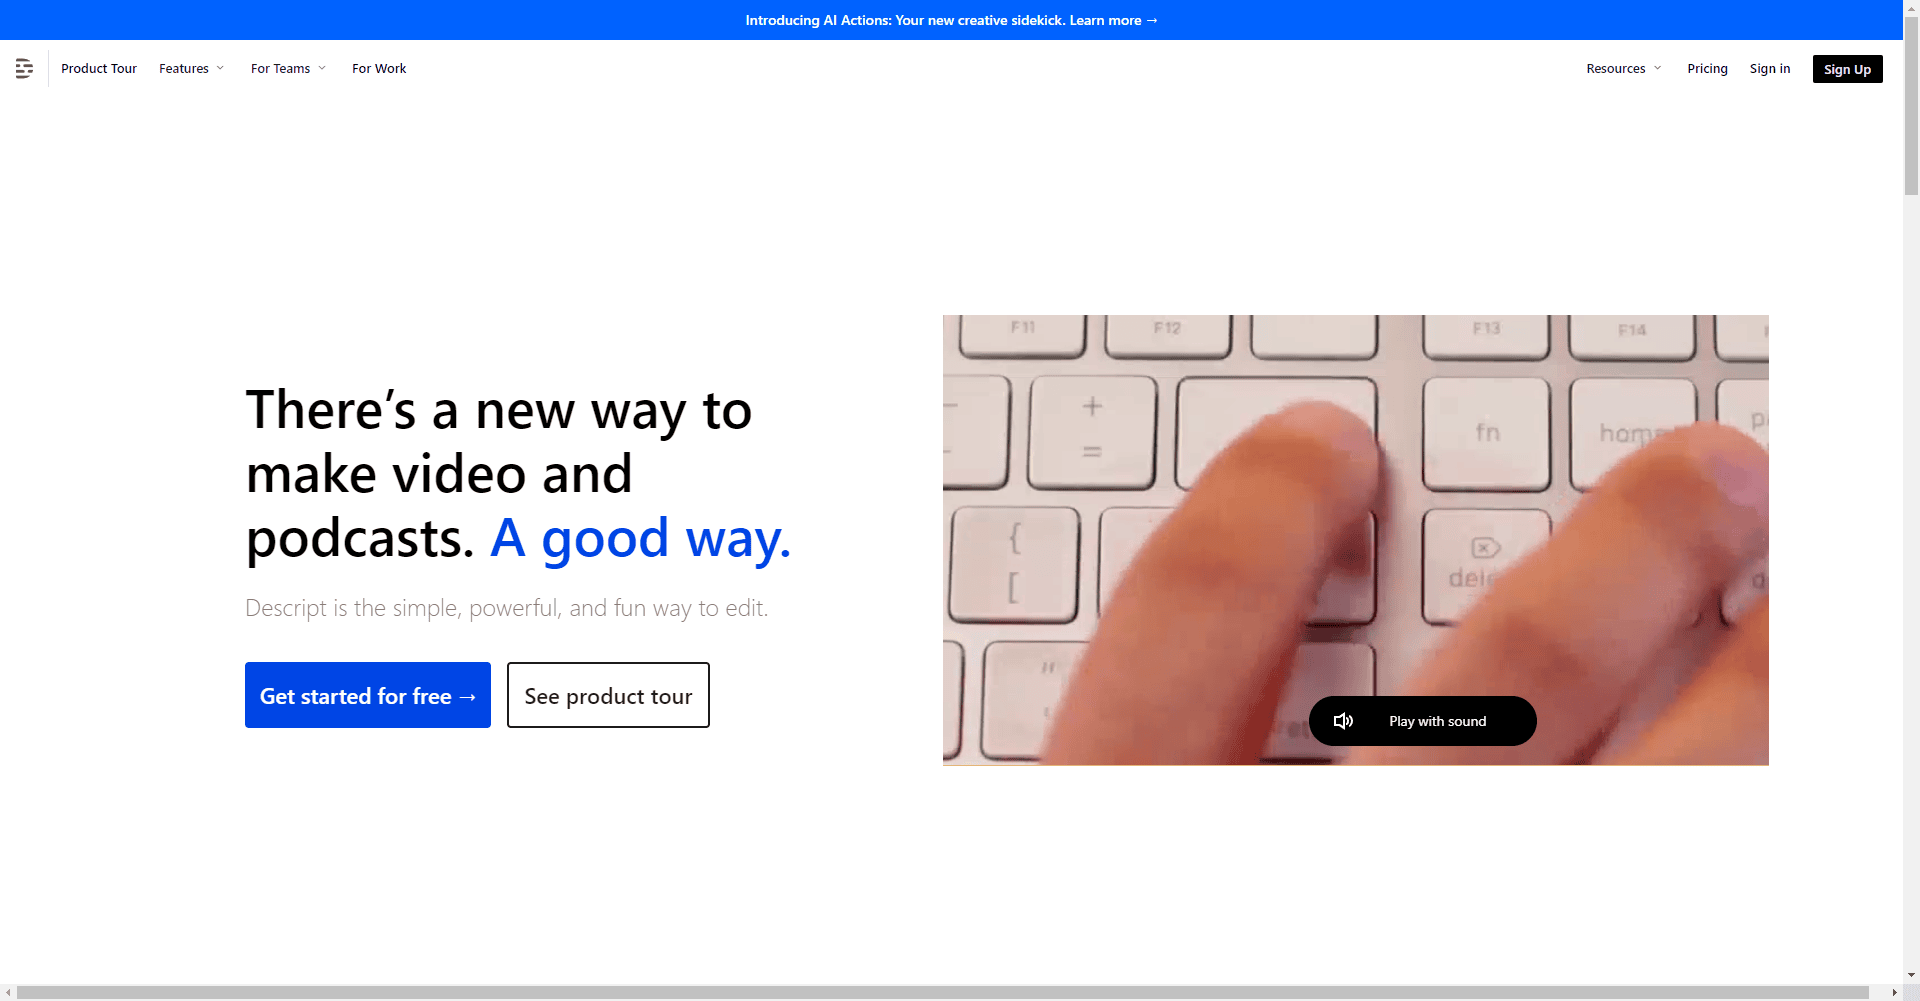 Introducing AI Actions: Your new creative sidekick. Learn more →
Product Tour Features For Teams For Work Resources Pricing Sign in Sign Up
There’s a new way to
make video and
podcasts. A good way.
Descript is the simple, powerful, and fun way to edit.
Get started for free → See product tour
F11 F12 F13 F14
+
=
fn
home
{
[
dele
"
Play with sound